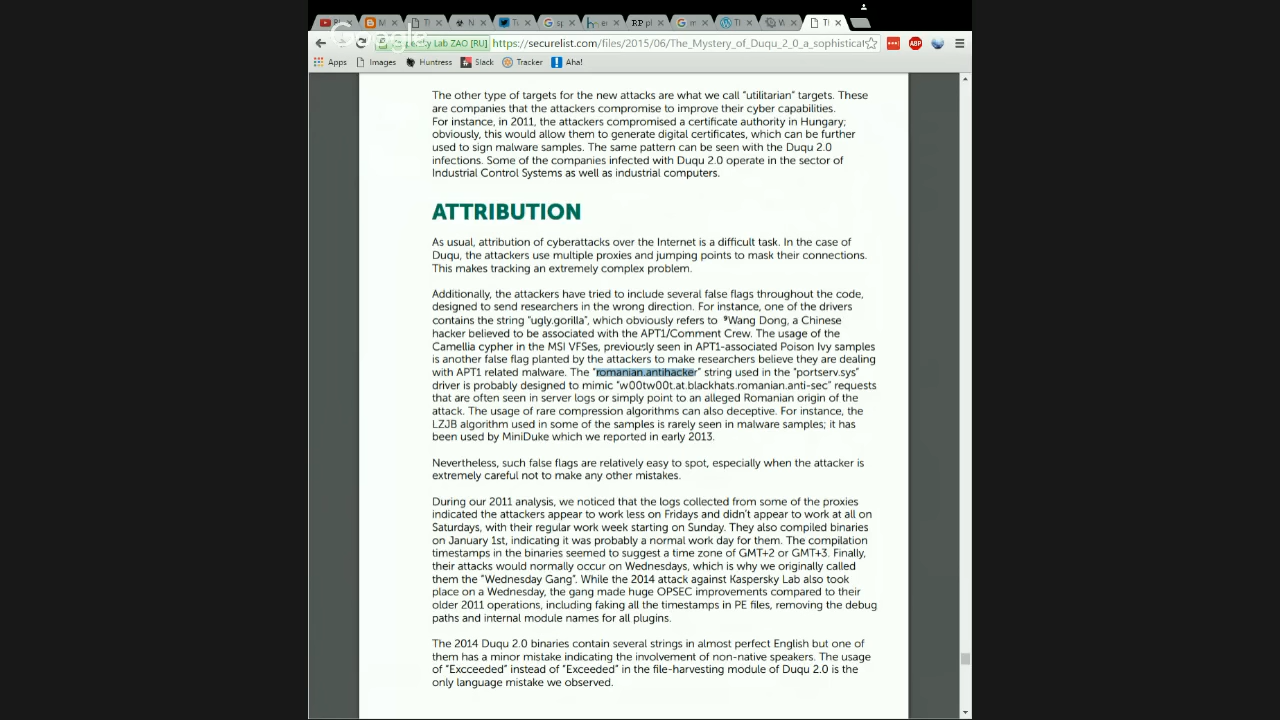 Google
Kaspersky Lab ZAO [RU] https://securelist.com/files/2015/06/The_Mystery_of_Duqu_2_0_a_sophisticat
ABP
Apps Images Huntress Slack Tracker Aha!
The other type of targets for the new attacks are what we call “utilitarian” targets. These
are companies that the attackers compromise to improve their cyber capabilities.
For instance, in 2011, the attackers compromised a certificate authority in Hungary;
obviously, this would allow them to generate digital certificates, which can be further
used to sign malware samples. The same pattern can be seen with the Duqu 2.0
infections. Some of the companies infected with Duqu 2.0 operate in the sector of
Industrial Control Systems as well as industrial computers.
ATTRIBUTION
As usual, attribution of cyberattacks over the Internet is a difficult task. In the case of
Duqu, the attackers use multiple proxies and jumping points to mask their connections.
This makes tracking an extremely complex problem.
Additionally, the attackers have tried to include several false flags throughout the code,
designed to send researchers in the wrong direction. For instance, one of the drivers
contains the string “ugly.gorilla”, which obviously refers to ⁹Wang Dong, a Chinese
hacker believed to be associated with the APT1/Comment Crew. The usage of the
Camellia cypher in the MSI VFSes, previously seen in APT1-associated Poison Ivy samples
is another false flag planted by the attackers to make researchers believe they are dealing
with APT1 related malware. The “romanian.antihacker” string used in the “portserv.sys”
driver is probably designed to mimic “w00tw00t.at.blackhats.romanian.anti-sec” requests
that are often seen in server logs or simply point to an alleged Romanian origin of the
attack. The usage of rare compression algorithms can also deceptive. For instance, the
LZJB algorithm used in some of the samples is rarely seen in malware samples; it has
been used by MiniDuke which we reported in early 2013.
Nevertheless, such false flags are relatively easy to spot, especially when the attacker is
extremely careful not to make any other mistakes.
During our 2011 analysis, we noticed that the logs collected from some of the proxies
indicated the attackers appear to work less on Fridays and didn’t appear to work at all on
Saturdays, with their regular work week starting on Sunday. They also compiled binaries
on January 1st, indicating it was probably a normal work day for them. The compilation
timestamps in the binaries seemed to suggest a time zone of GMT+2 or GMT+3. Finally,
their attacks would normally occur on Wednesdays, which is why we originally called
them the “Wednesday Gang”. While the 2014 attack against Kaspersky Lab also took
place on a Wednesday, the gang made huge OPSEC improvements compared to their
older 2011 operations, including faking all the timestamps in PE files, removing the debug
paths and internal module names for all plugins.
The 2014 Duqu 2.0 binaries contain several strings in almost perfect English but one of
them has a minor mistake indicating the involvement of non-native speakers. The usage
of “Excceeded” instead of “Exceeded” in the file-harvesting module of Duqu 2.0 is the
only language mistake we observed.